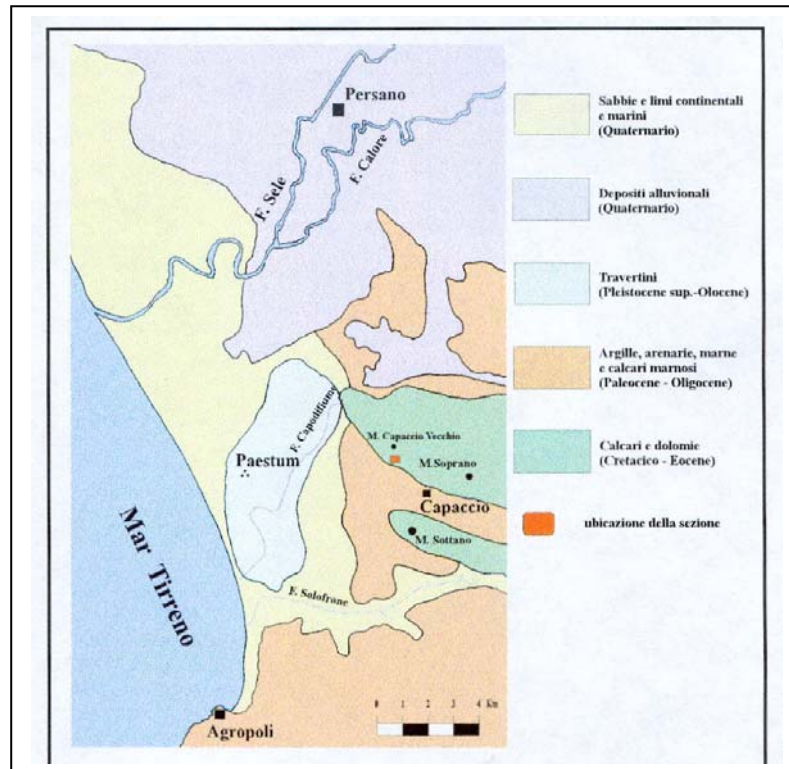 Persano
F. Sele
F. Calore
F. Capodifiume
M. Capaccio Vecchio
Paestum
M.Soprano
Capaccio
M. Sottano
Mar Tirreno
F. Solofrone
Agropoli
0 1 2 3 4 Km
Sabbie e limi continentali
e marini
(Quaternario)
Depositi alluvionali
(Quaternario)
Travertini
(Pleistocene sup.-Olocene)
Argille, arenarie, marne
e calcari marnosi
(Paleocene - Oligocene)
Calcari e dolomie
(Cretacico - Eocene)
ubicazione della sezione